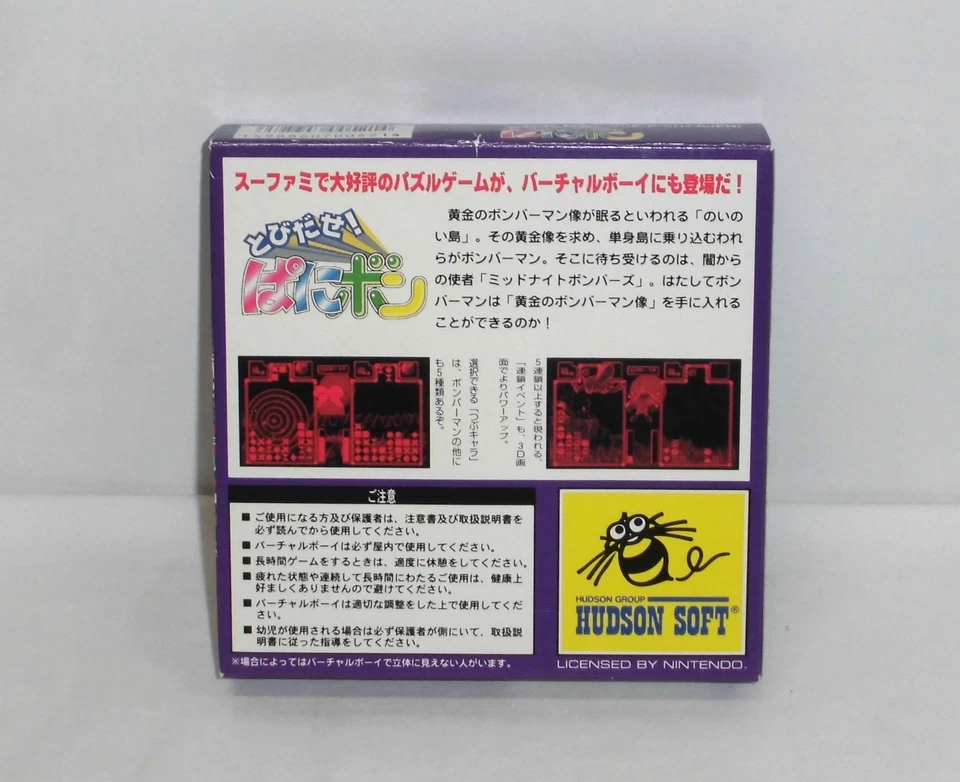 ぱにボン
スーファミで大好評のパズルゲームが、バーチャルボーイにも登場だ！
とびだせ！
ぱにボン
黄金のボンバーマン像が眠るといわれる「のいの
い島」。その黄金像を求め、単身島に乗り込むわれ
らがボンバーマン。そこに待ち受けるのは、闇から
の使者「ミッドナイトボンバーズ」。はたしてボン
バーマンは「黄金のボンバーマン像」を手に入れる
ことができるのか！
選択できる「つぶキャラ」
は、ボンバーマンの他に
も5種類あるぞ。
5連鎖以上すると現われる、
「連鎖イベント」も、3D画
面でよりパワーアップ。
ご注意
■ご使用になる方及び保護者は、注意書及び取扱説明書を
必ず読んでから使用してください。
■バーチャルボーイは必ず屋内で使用してください。
■長時間ゲームをするときは、適度に休憩をしてください。
■疲れた状態や連続して長時間にわたるご使用は、健康上
好ましくありませんので避けてください。
■バーチャルボーイは適切な調整をした上で使用してくだ
さい。
■幼児が使用される場合は必ず保護者が側にいて、取扱説
明書に従った指導をしてください。
※場合によってはバーチャルボーイで立体に見えない人がいます。
HUDSON GROUP
HUDSON SOFT®
LICENSED BY NINTENDO.